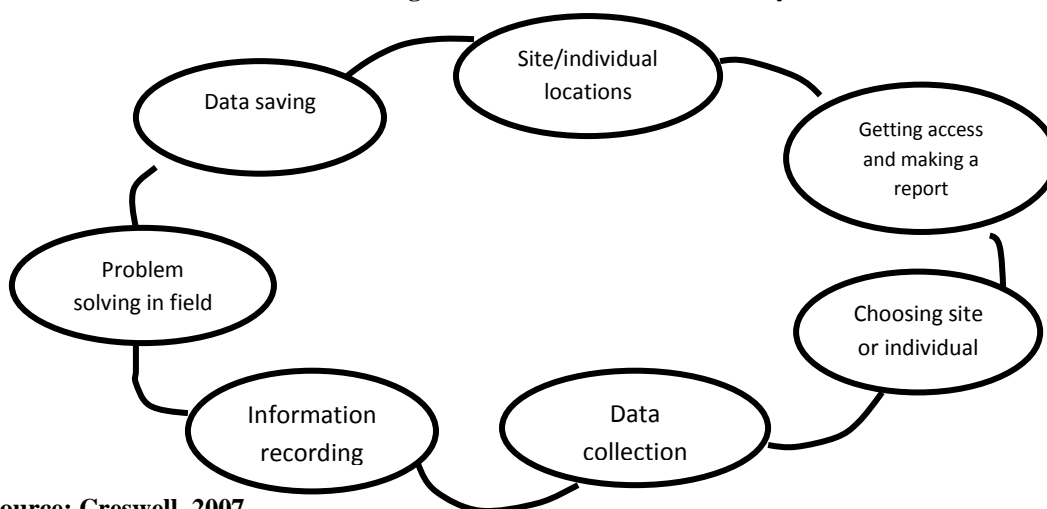 Site/individual
locations
Getting access
and making a
report
Choosing site
or individual
Data
collection
Information
recording
Problem
solving in field
Data saving
Creswell, 2007